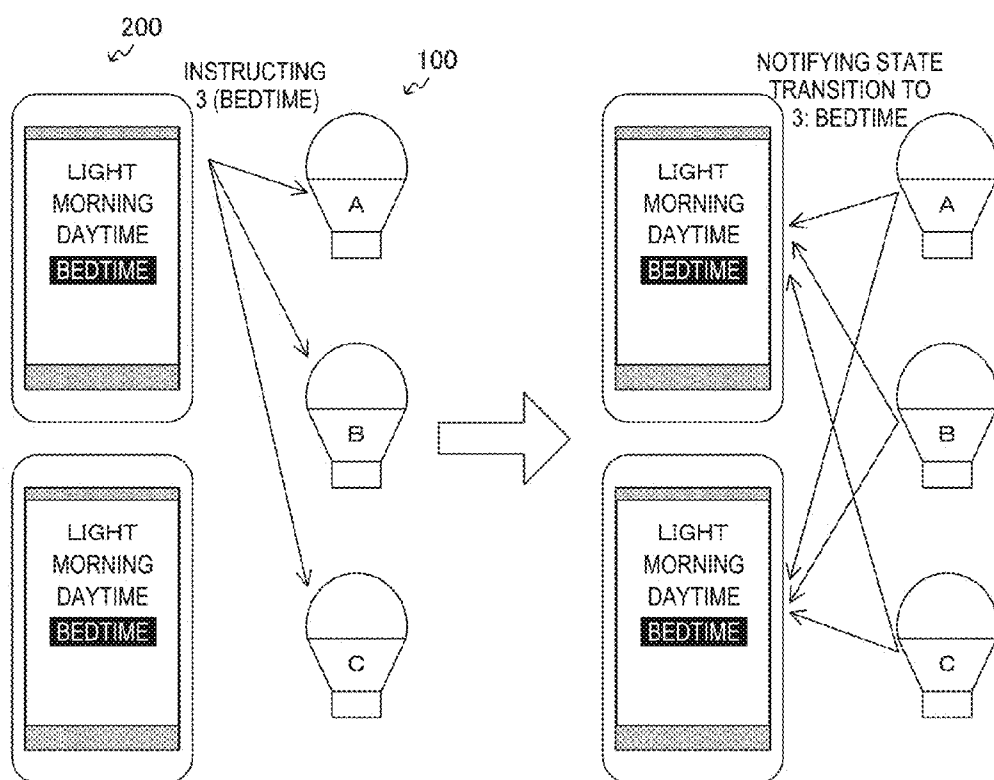 200
INSTRUCTING
3 (BEDTIME)
100
LIGHT
MORNING
DAYTIME
BEDTIME
A
B
LIGHT
MORNING
DAYTIME
BEDTIME
C
NOTIFYING STATE
TRANSITION TO
3: BEDTIME
LIGHT
MORNING
DAYTIME
BEDTIME
A
B
LIGHT
MORNING
DAYTIME
BEDTIME
C